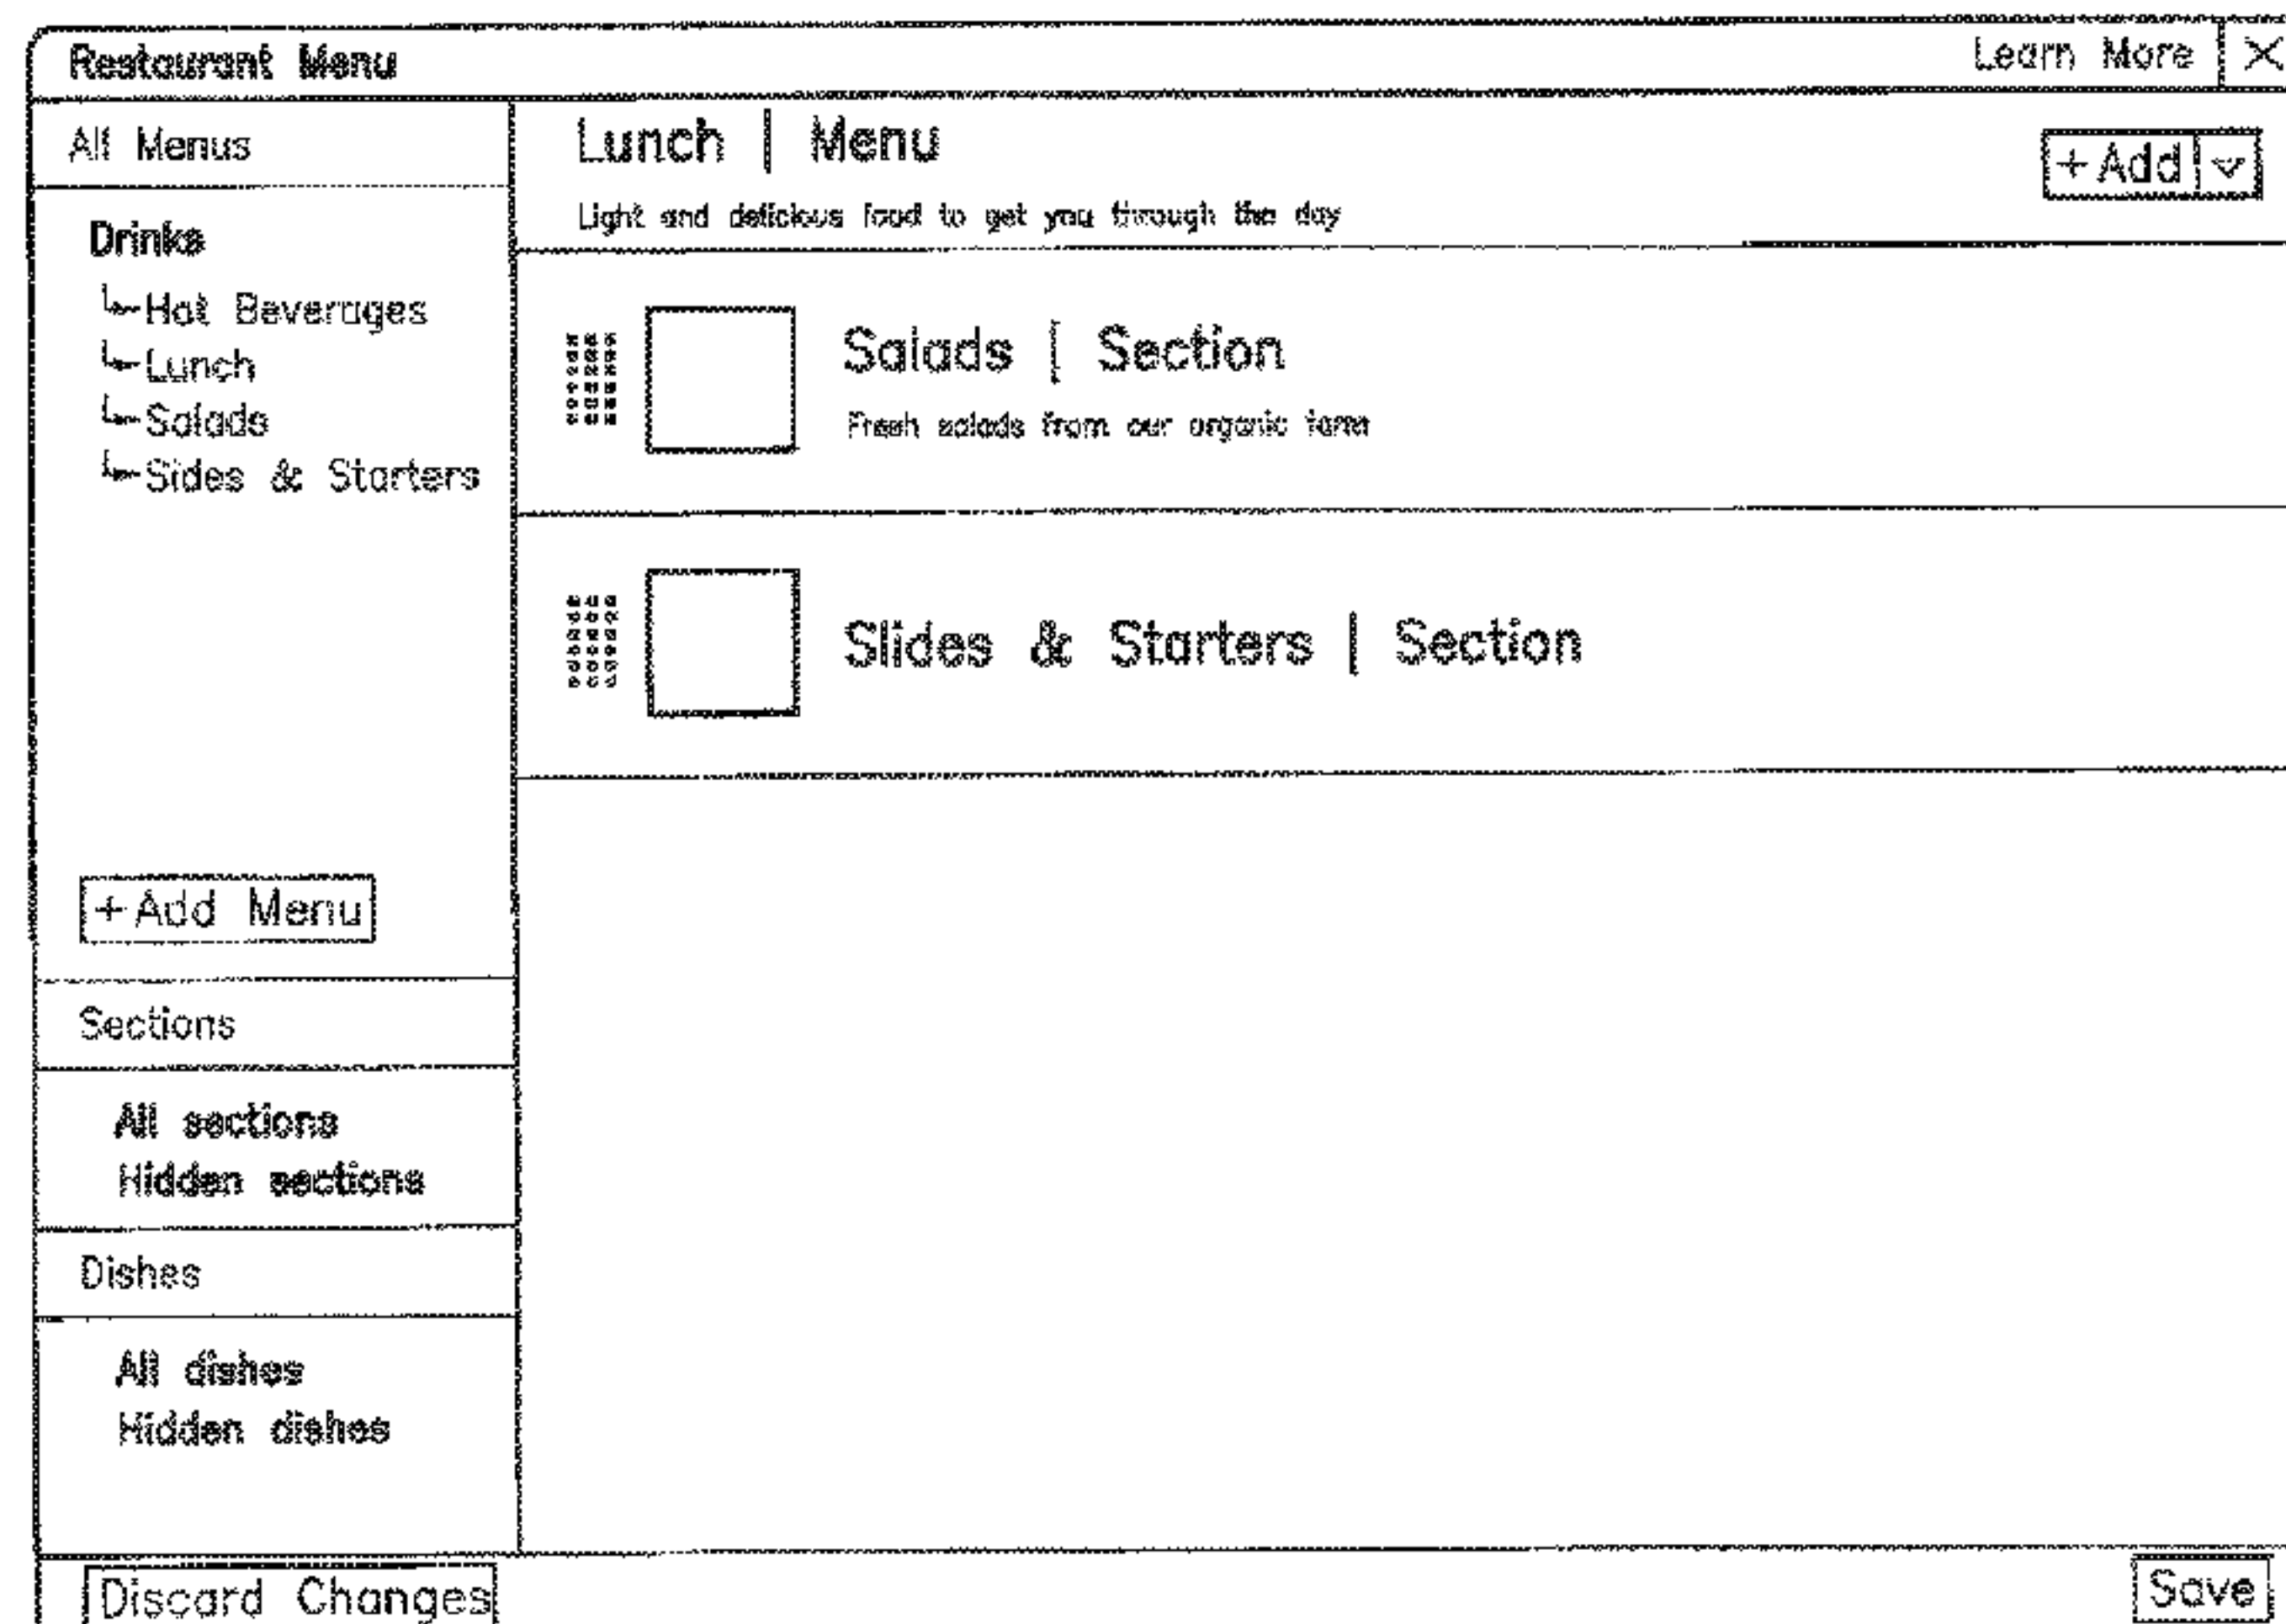 Restaurant Menu
Learn More
All Menus
Drinks
Hot Beverages
Lunch
Salads
Sides & Starters
+Add Menu
Sections
All sections
Hidden sections
Dishes
All dishes
Hidden dishes
Lunch | Menu
+Add
Light and delicious food to get you through the day
Salads | Section
Fresh salads from our organic farm
Slides & Starters | Section
Discard Changes
Save